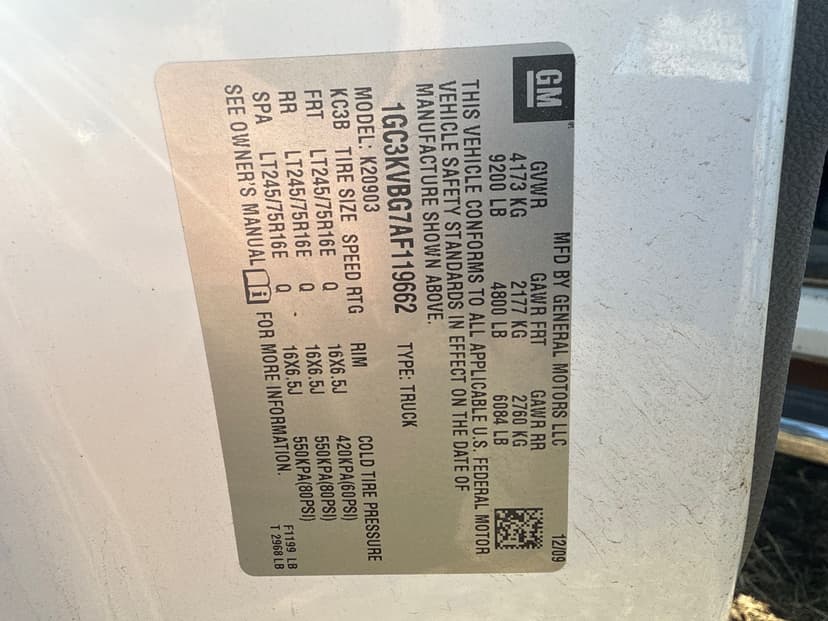 GM
MFD BY GENERAL MOTORS LLC 12/09
GVWR GAWR FRT GAWR RR
4173 KG 2177 KG 2760 KG
9200 LB 4800 LB 6084 LB
THIS VEHICLE CONFORMS TO ALL APPLICABLE U.S. FEDERAL MOTOR
VEHICLE SAFETY STANDARDS IN EFFECT ON THE DATE OF
MANUFACTURE SHOWN ABOVE.
1GC3KVBG7AF119662 TYPE: TRUCK
MODEL: K20903
KC3B TIRE SIZE SPEED RTG RIM COLD TIRE PRESSURE
FRT LT245/75R16E Q 16X6.5J 420KPA(60PSI)
RR LT245/75R16E Q 16X6.5J 550KPA(80PSI)
SPA LT245/75R16E Q 16X6.5J 550KPA(80PSI)
SEE OWNER'S MANUAL i FOR MORE INFORMATION.
F1199 LB
T 2968 LB